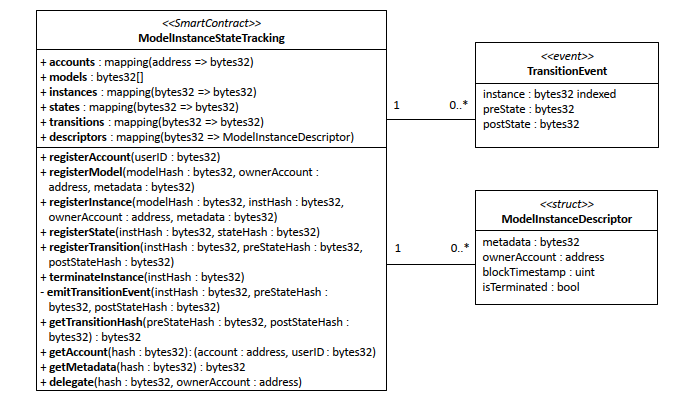 <<SmartContract>>
ModelInstanceStateTracking
+ accounts : mapping(address => bytes32)
+ models : bytes32[]
+ instances : mapping(bytes32 => bytes32)
+ states : mapping(bytes32 => bytes32)
+ transitions : mapping(bytes32 => bytes32)
+ descriptors : mapping(bytes32 => ModelInstanceDescriptor)
+ registerAccount(userID : bytes32)
+ registerModel(modelHash : bytes32, ownerAccount :
address, metadata : bytes32)
+ registerInstance(modelHash : bytes32, instHash : bytes32,
ownerAccount : address, metadata : bytes32)
+ registerState(instHash : bytes32, stateHash : bytes32)
+ registerTransition(instHash : bytes32, preStateHash : bytes32,
postStateHash : bytes32)
+ terminateInstance(instHash : bytes32)
- emitTransitionEvent(instHash : bytes32, preStateHash :
bytes32, postStateHash : bytes32)
+ getTransitionHash(preStateHash : bytes32, postStateHash :
bytes32) : bytes32
+ getAccount(hash : bytes32): (account : address, userID : bytes32)
+ getMetadata(hash : bytes32) : bytes32
+ delegate(hash : bytes32, ownerAccount : address)
1 0..*
<<event>>
TransitionEvent
instance : bytes32 indexed
preState : bytes32
postState : bytes32
1 0..*
<<struct>>
ModelInstanceDescriptor
metadata : bytes32
ownerAccount : address
blockTimestamp : uint
isTerminated : bool